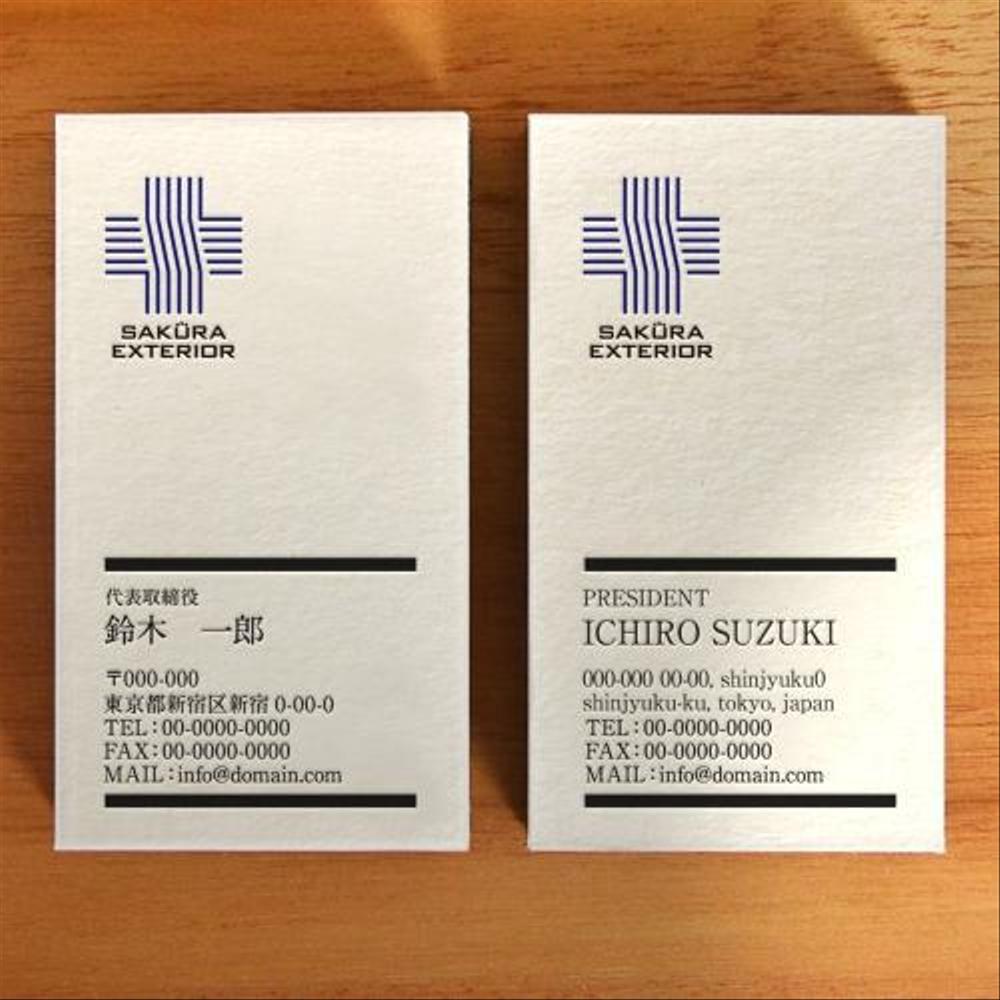 SAKÜRA
EXTERIOR
代表取締役
鈴木　一郎
〒000-000
東京都新宿区新宿 0-00-0
TEL：00-0000-0000
FAX：00-0000-0000
MAIL：info@domain.com
SAKÜRA
EXTERIOR
PRESIDENT
ICHIRO SUZUKI
000-000 00-00, shinjyuku0
shinjyuku-ku, tokyo, japan
TEL：00-0000-0000
FAX：00-0000-0000
MAIL：info@domain.com